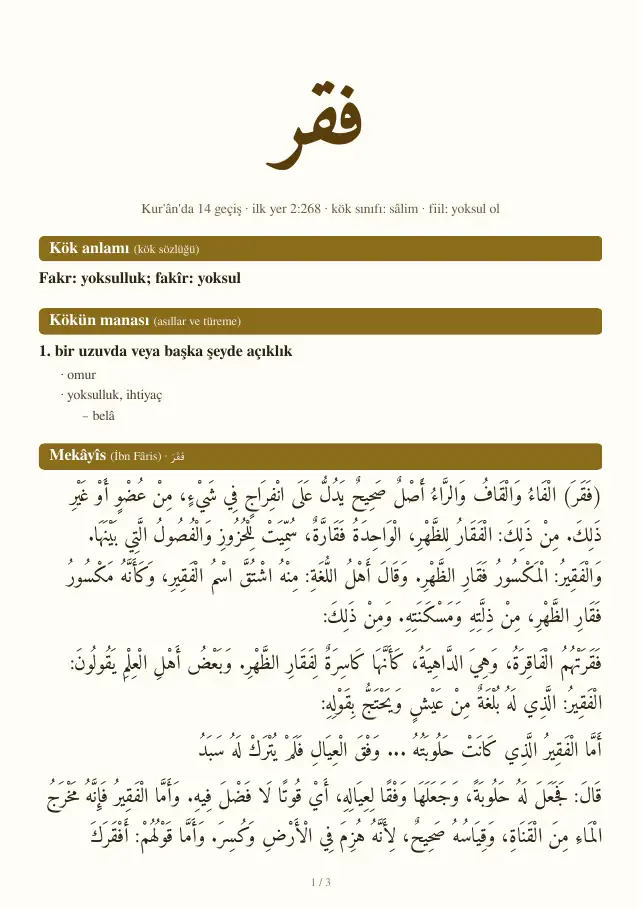 فقر
Kur'ân'da 14 geçiş · ilk yer 2:268 · kök sınıfı: sâlim · fiil: yoksul ol
Kök anlamı (kök sözlüğü)
Fakr: yoksulluk; fakîr: yoksul
Kökün manası (asıllar ve türeme)
1. bir uzuvda veya başka şeyde açıklık
· omur
· yoksulluk, ihtiyaç
– belâ
Mekâyîs (İbn Fâris) · فَقَرَ
(فَقَرَ) الْفَاءُ وَالْقَافُ وَالرَّاءُ أَصْلٌ صَحِيحٌ يَدُلُّ عَلَى انْفِرَاجٍ فِي شَيْءٍ، مِنْ عُضْوٍ أَوْ غَيْرِ
ذَلِكَ. مِنْ ذَلِكَ: الْفَقَارُ لِلظَّهْرِ، الْوَاحِدَةُ فَقَارَةٌ، سُمِّيَتْ لِلْحُزُوزِ وَالْفُصُولُ الَّتِي بَيْنَهَا.
وَالْفَقِيرُ: الْمَكْسُورُ فَقَارِ الظَّهْرِ. وَقَالَ أَهْلُ اللُّغَةِ: مِنْهُ اشْتُقَّ اسْمُ الْفَقِيرِ، وَكَأَنَّهُ مَكْسُورُ
فَقَارِ الظَّهْرِ، مِنْ ذِلَّتِهِ وَمَسْكَنَتِهِ. وَمِنْ ذَلِكَ:
فَقَرَتْهُمُ الْفَاقِرَةُ، وَهِيَ الدَّاهِيَةُ، كَأَنَّهَا كَاسِرَةٌ لِفَقَارِ الظَّهْرِ. وَبَعْضُ أَهْلِ الْعِلْمِ يَقُولُونَ:
الْفَقِيرُ: الَّذِي لَهُ بُلْغَةٌ مِنْ عَيْشٍ وَيَحْتَجُّ بِقَوْلِهِ:
أَمَّا الْفَقِيرُ الَّذِي كَانَتْ حَلُوبَتُهُ ... وَفْقَ الْعِيَالِ فَلَمْ يُتْرَكْ لَهُ سَبَدُ
قَالَ: فَجَعَلَ لَهُ حَلُوبَةً، وَجَعَلَهَا وَفْقًا لِعِيَالِهِ، أَيْ قُوتًا لَا فَضْلَ فِيهِ. وَأَمَّا الْفَقِيرُ فَإِنَّهُ مَخْرَجُ
الْمَاءِ مِنَ الْقَنَاةِ، وَقِيَاسُهُ صَحِيحٌ، لِأَنَّهُ هُزِمَ فِي الْأَرْضِ وَكُسِرَ. وَأَمَّا قَوْلُهُمْ: أَفْقَرَكَ
1 / 3